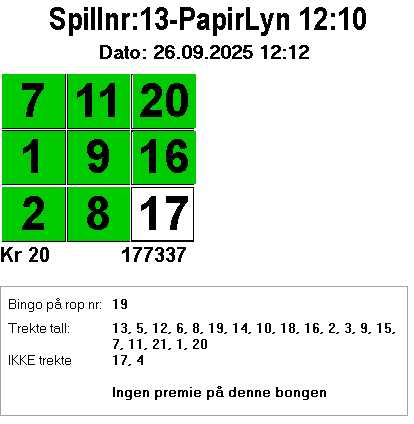 Spillnr:13-PapirLyn 12:10
Dato: 26.09.2025 12:12
7 11 20
1 9 16
2 8 17
Kr 20 177337
Bingo på rop nr: 19
Trekte tall: 13, 5, 12, 6, 8, 19, 14, 10, 18, 16, 2, 3, 9, 15,
7, 11, 21, 1, 20
IKKE trekte 17, 4
Ingen premie på denne bongen